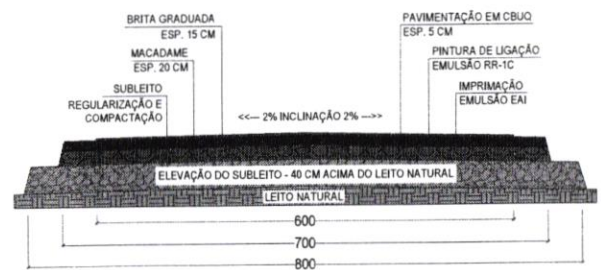 BRITA GRADUADA
ESP. 15 CM
MACADAME
ESP. 20 CM
SUBLEITO
REGULARIZAÇÃO E
COMPACTAÇÃO
PAVIMENTAÇÃO EM CBUQ
ESP. 5 CM
PINTURA DE LIGAÇÃO
EMULSÃO RR-1C
IMPRIMAÇÃO
EMULSÃO EAI
<<--- 2% INCLINAÇÃO 2% --->>
ELEVAÇÃO DO SUBLEITO - 40 CM ACIMA DO LEITO NATURAL
LEITO NATURAL
600
700
800